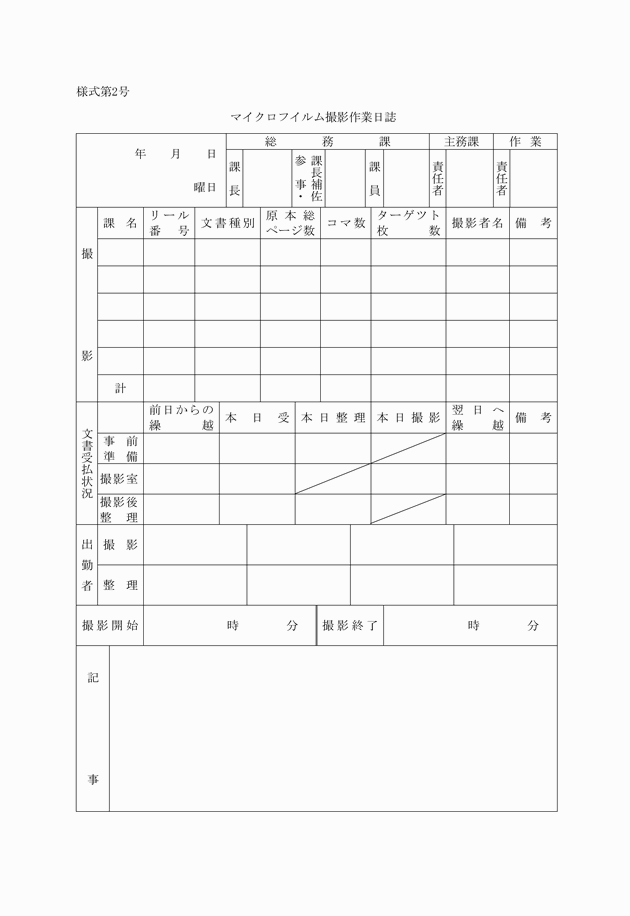 様式第2号
マイクロフイルム撮影作業日誌
年　月　日
曜日
総務課
主務課
作業
課長
参事・課長補佐
課員
責任者
責任者
撮影
課名
リール番号
文書種別
原本総ページ数
コマ数
ターゲツト枚数
撮影者名
備考
計
文書受払状況
前日からの繰越
本日受
本日整理
本日撮影
翌日へ繰越
備考
事前準備
撮影室
撮影後整理
出勤者
撮影
整理
撮影開始
時　分
撮影終了
時　分
記事